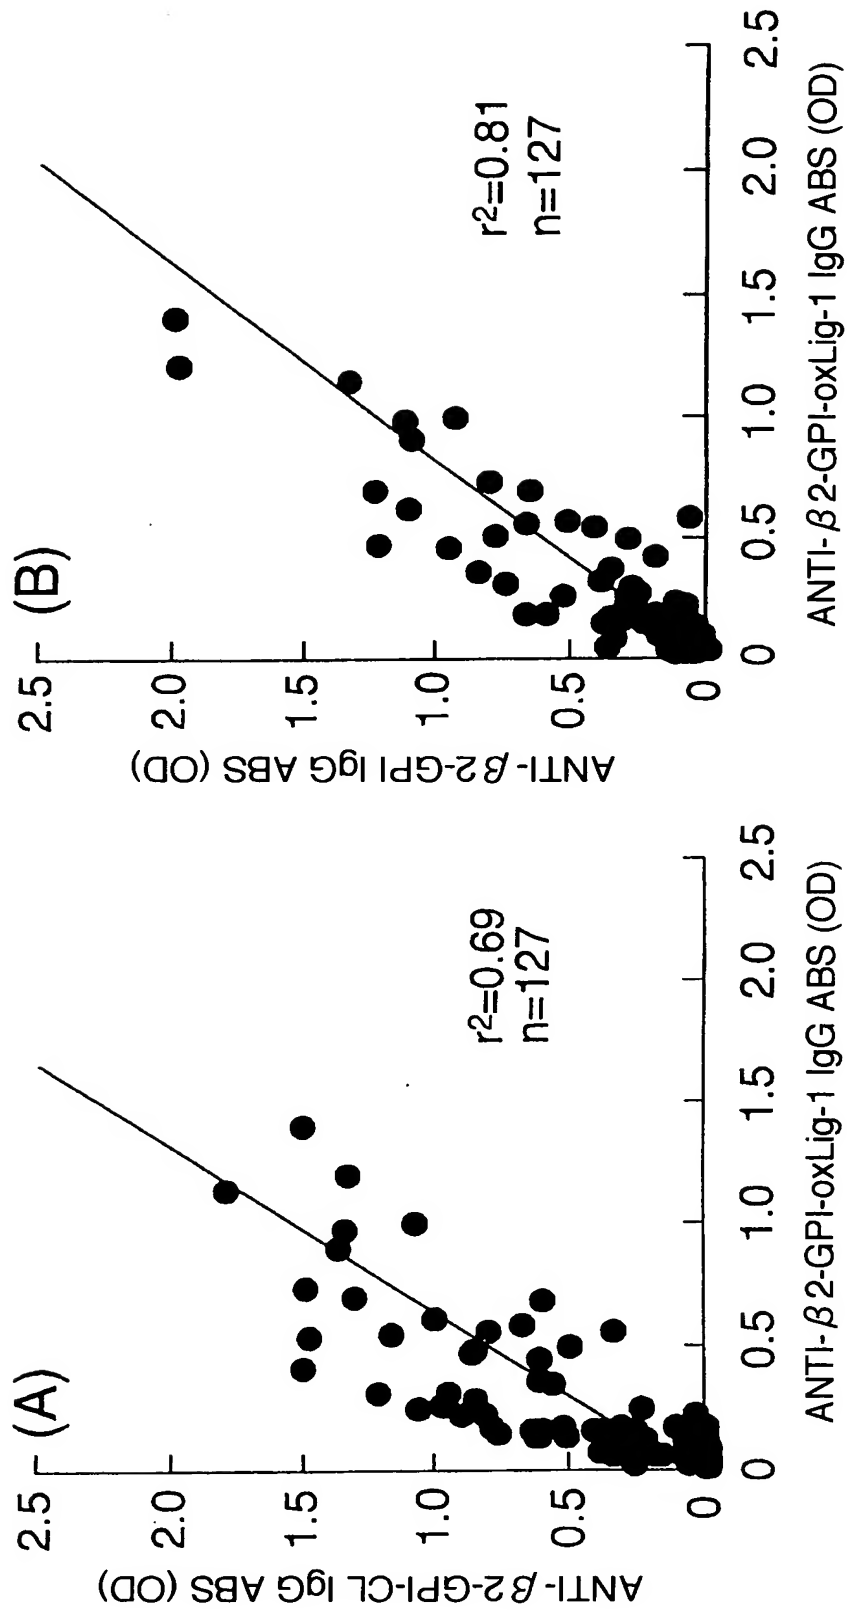 (A)
ANTI-β2-GPI-CL IgG ABS (OD)
2.5
2.0
1.5
1.0
0.5
0
r²=0.69
n=127
0 0.5 1.0 1.5 2.0 2.5
ANTI-β2-GPI-oxLig-1 IgG ABS (OD)
(B)
ANTI-β2-GPI IgG ABS (OD)
2.5
2.0
1.5
1.0
0.5
0
r²=0.81
n=127
0 0.5 1.0 1.5 2.0 2.5
ANTI-β2-GPI-oxLig-1 IgG ABS (OD)